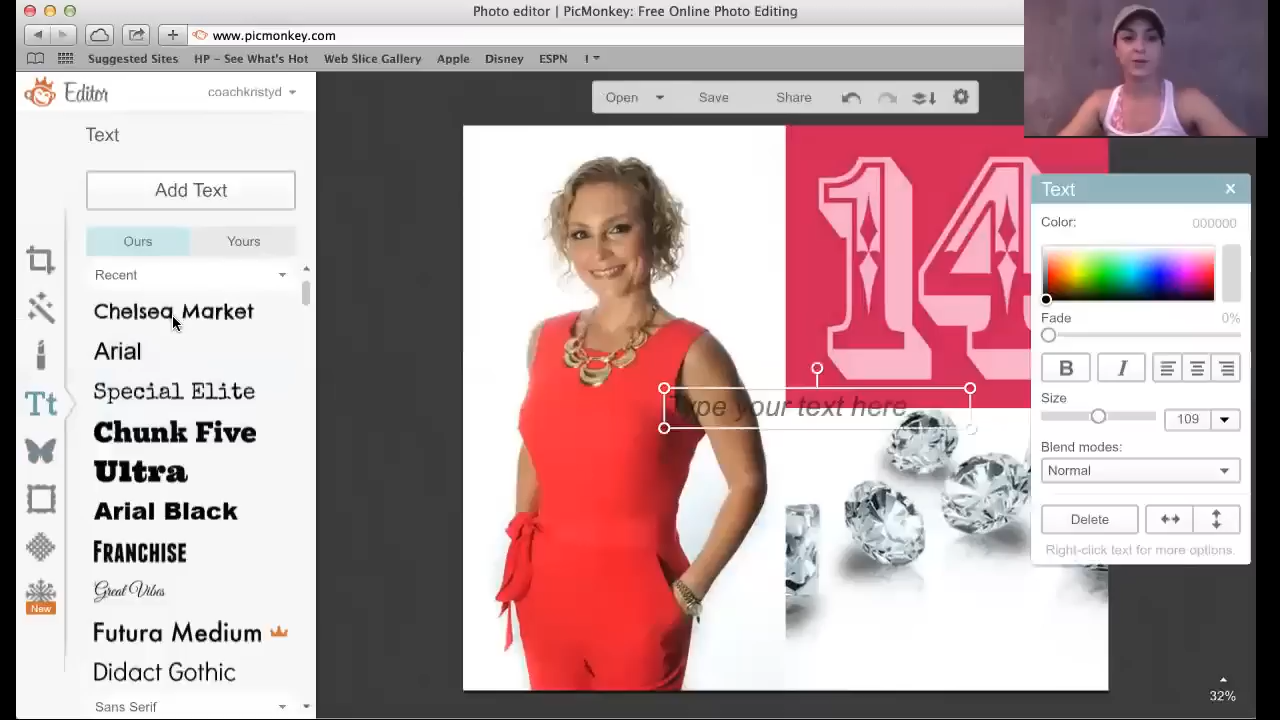 Photo editor | PicMonkey: Free Online Photo Editing
www.picmonkey.com
Suggested Sites HP – See What's Hot Web Slice Gallery Apple Disney ESPN
Editor coachkristyd
Open Save Share
Text
Add Text
Ours Yours
Recent
Chelsea Market
Arial
Special Elite
Chunk Five
Ultra
Arial Black
Franchise
Great Vibes
Futura Medium
Didact Gothic
Sans Serif
Tt
New
14
Type your text here
Text
Color: 000000
Fade 0%
B I
Size
109
Blend modes:
Normal
Delete
Right-click text for more options.
32%